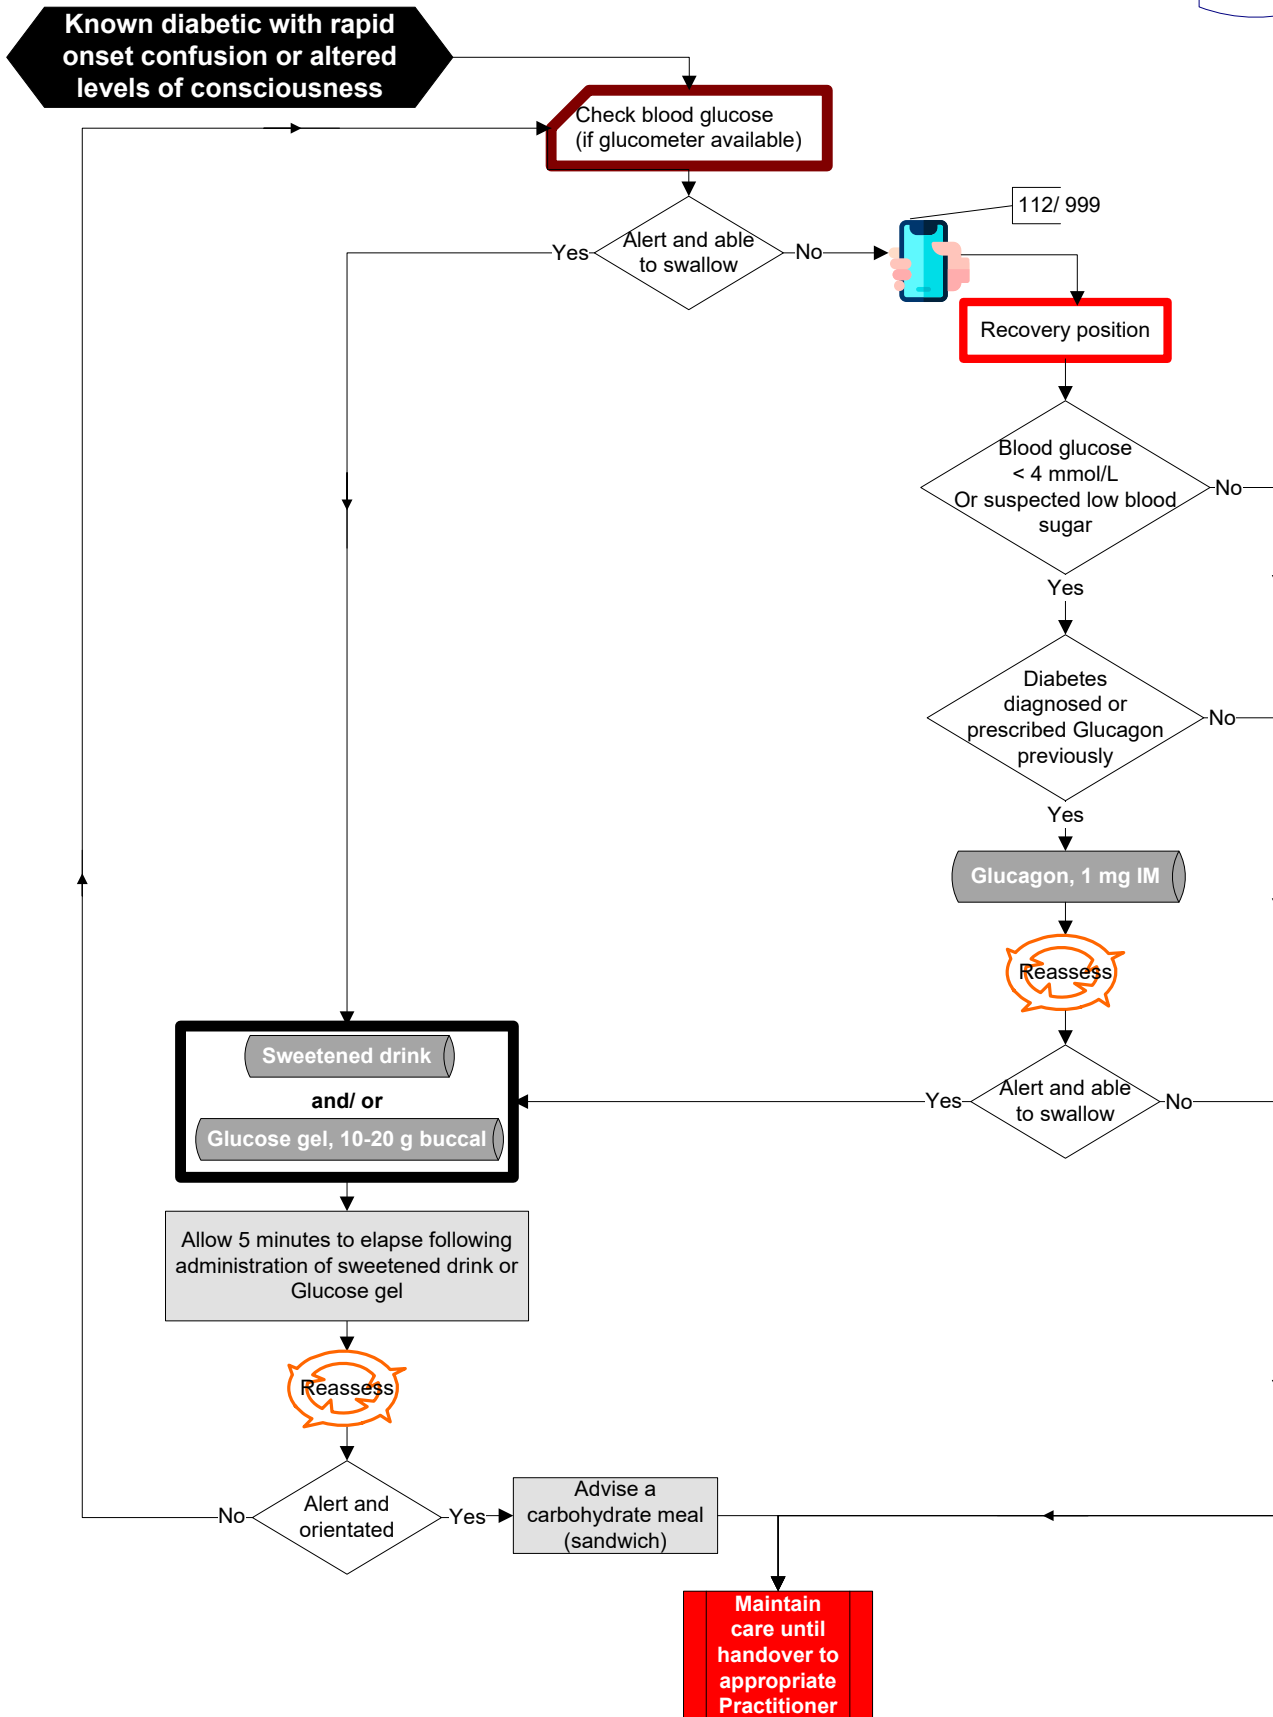 Known diabetic with rapid
onset confusion or altered
levels of consciousness
Check blood glucose
(if glucometer available)
112/ 999
Yes
Alert and able
to swallow
No
Recovery position
Blood glucose
< 4 mmol/L
Or suspected low blood
sugar
No
Yes
Diabetes
diagnosed or
prescribed Glucagon
previously
No
Yes
Glucagon, 1 mg IM
Reassess
Alert and able
to swallow
Yes
No
Sweetened drink
and/ or
Glucose gel, 10-20 g buccal
Allow 5 minutes to elapse following
administration of sweetened drink or
Glucose gel
Reassess
No
Alert and
orientated
Yes
Advise a
carbohydrate meal
(sandwich)
Maintain
care until
handover to
appropriate
Practitioner